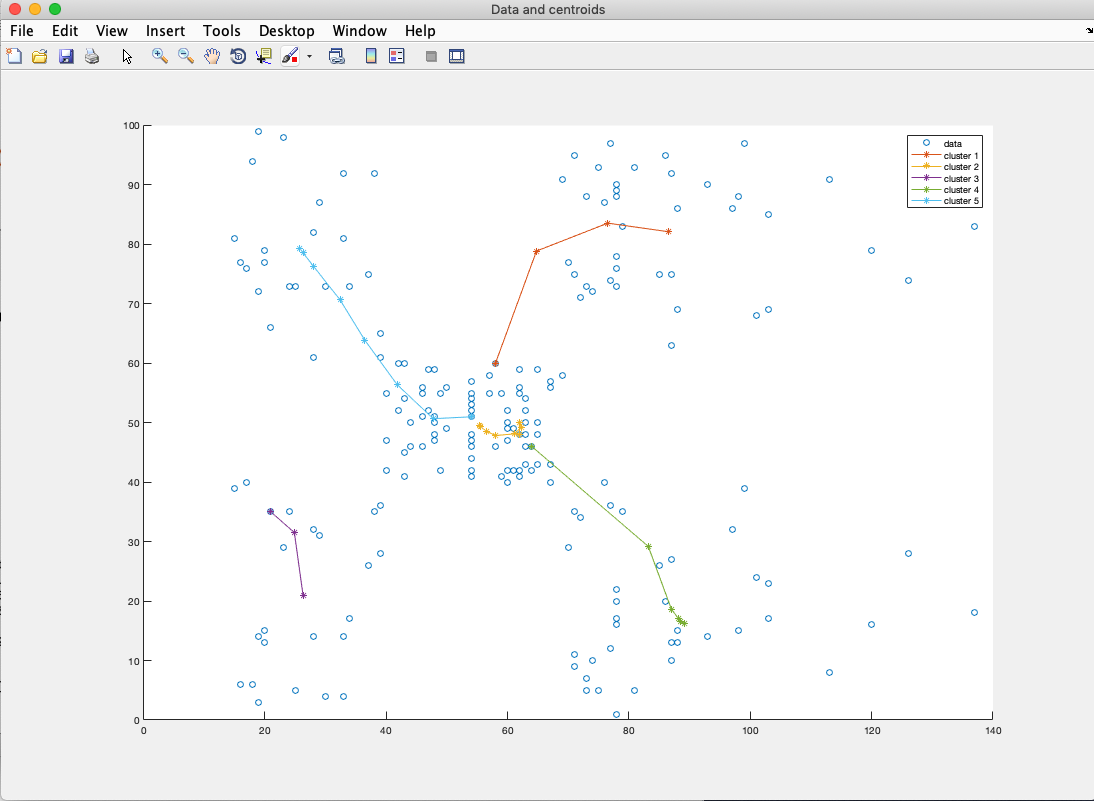 Data and centroids
File Edit View Insert Tools Desktop Window Help
100
90
80
70
60
50
40
30
20
10
0
0 20 40 60 80 100 120 140
data
cluster 1
cluster 2
cluster 3
cluster 4
cluster 5